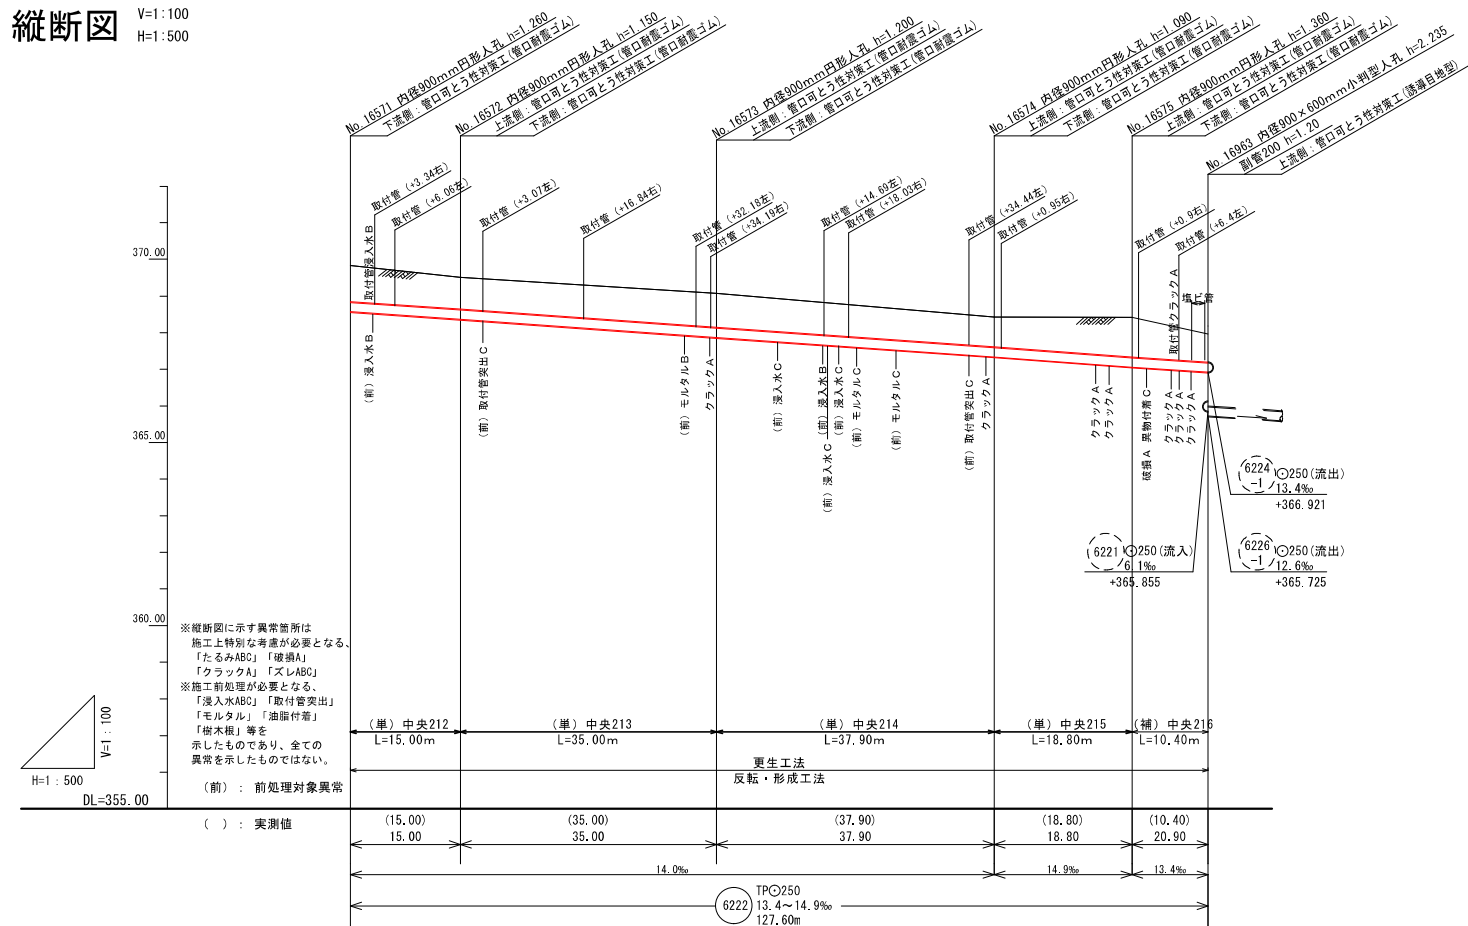 縦断図
V=1:100
H=1:500
No.16571 内径900mm円形人孔 h=1.260
下流側：管口可とう性対策工(管口耐震ゴム)
No.16572 内径900mm円形人孔 h=1.150
上流側：管口可とう性対策工(管口耐震ゴム)
下流側：管口可とう性対策工(管口耐震ゴム)
No.16573 内径900mm円形人孔 h=1.200
上流側：管口可とう性対策工(管口耐震ゴム)
下流側：管口可とう性対策工(管口耐震ゴム)
No.16574 内径900mm円形人孔 h=1.090
上流側：管口可とう性対策工(管口耐震ゴム)
下流側：管口可とう性対策工(管口耐震ゴム)
No.16575 内径900mm円形人孔 h=1.360
上流側：管口可とう性対策工(管口耐震ゴム)
下流側：管口可とう性対策工(管口耐震ゴム)
No.16963 内径900×600mm小判型人孔 h=2.235
副管200 h=1.20
上流側：管口可とう性対策工(誘導目地型)
取付管 (+3.34右)
取付管 (+6.06左)
取付管 (+3.07左)
取付管 (+16.84右)
取付管 (+32.18左)
取付管 (+34.19右)
取付管 (+14.69左)
取付管 (+18.03右)
取付管 (+34.44左)
取付管 (+0.95右)
取付管 (+0.9右)
取付管 (+6.4左)
取付管浸入水B
取付管クラックA
370.00
365.00
360.00
(前) 浸入水B
(前) 取付管突出C
(前) モルタルB
クラックA
(前) 浸入水C
(前) 浸入水B
(前) 浸入水C
(前) 浸入水C
(前) モルタルC
(前) モルタルC
(前) 取付管突出C
クラックA
クラックA
クラックA
破損A 異物付着C
クラックA
クラックA
クラックA
6224
-1
250(流出)
13.4‰
+366.921
6221
250(流入)
6.1‰
+365.855
6226
-1
250(流出)
12.6‰
+365.725
※縦断図に示す異常箇所は
施工上特別な考慮が必要となる、
「たるみABC」「破損A」
「クラックA」「ズレABC」
※施工前処理が必要となる、
「浸入水ABC」「取付管突出」
「モルタル」「油脂付着」
「樹木根」等を
示したものであり、全ての
異常を示したものではない。
(前) ： 前処理対象異常
( ) ： 実測値
V=1 : 100
H=1 : 500
DL=355.00
(単) 中央212
L=15.00m
(単) 中央213
L=35.00m
(単) 中央214
L=37.90m
(単) 中央215
L=18.80m
(補) 中央216
L=10.40m
更生工法
反転・形成工法
(15.00) (35.00) (37.90) (18.80) (10.40)
15.00 35.00 37.90 18.80 20.90
14.0‰ 14.9‰ 13.4‰
6222
TP⊙250
13.4～14.9‰
127.60m